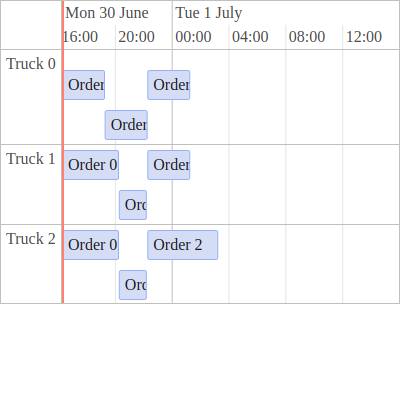 Mon 30 June Tue 1 July
16:00 20:00 00:00 04:00 08:00 12:00
Truck 0
Order Order
Order
Truck 1
Order 0 Order
Truck 2
Order 0 Order 2